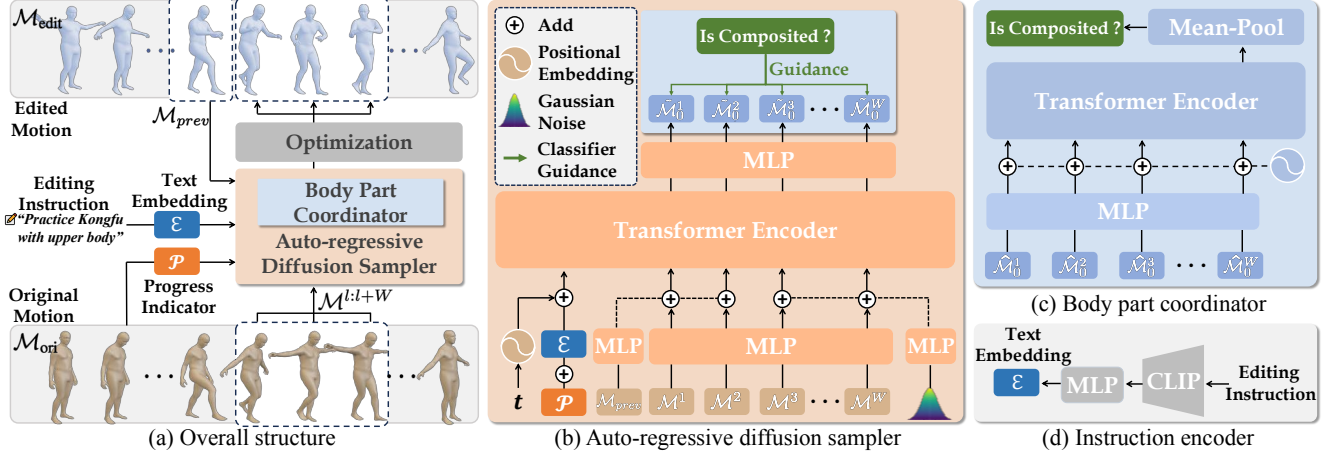 M_edit
Edited
Motion
M_prev
Optimization
Editing
Instruction
Text
Embedding
Body Part
Coordinator
"Practice Kongfu
with upper body"
ℰ
Auto-regressive
Diffusion Sampler
𝒫
Progress
Indicator
Original
Motion
M^{l:l+W}
M_ori
(a) Overall structure
Add
Positional
Embedding
Gaussian
Noise
Classifier
Guidance
Is Composited ?
Guidance
M̃_0^1 M̃_0^2 M̃_0^3 ··· M̃_0^W
MLP
Transformer Encoder
ℰ
MLP MLP MLP
t 𝒫 M_prev M^1 M^2 M^3 ··· M^W
(b) Auto-regressive diffusion sampler
Is Composited ? Mean-Pool
Transformer Encoder
MLP
M̂_0^1 M̂_0^2 M̂_0^3 ··· M̂_0^W
(c) Body part coordinator
Text
Embedding
ℰ MLP CLIP Editing
Instruction
(d) Instruction encoder